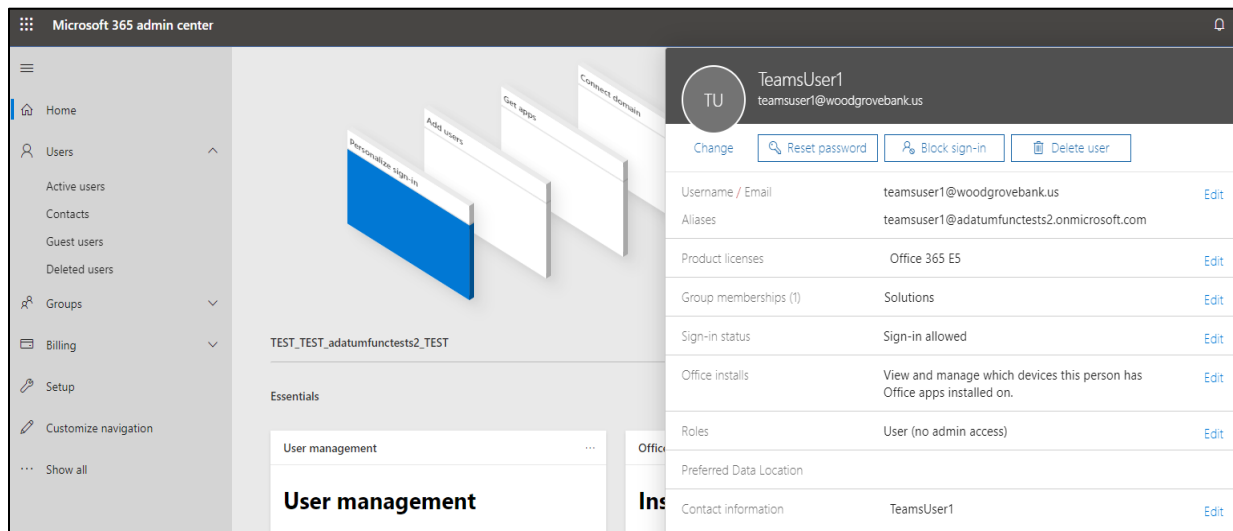 Microsoft 365 admin center
Home
Users
Active users
Contacts
Guest users
Deleted users
Groups
Billing
Setup
Customize navigation
Show all
Personalize sign-in
Add users
Get apps
Connect domain
TEST_TEST_adatumfunctests2_TEST
Essentials
User management
User management
Office
Ins
TU
TeamsUser1
teamsuser1@woodgrovebank.us
Change
Reset password
Block sign-in
Delete user
Username / Email teamsuser1@woodgrovebank.us Edit
Aliases teamsuser1@adatumfunctests2.onmicrosoft.com
Product licenses Office 365 E5 Edit
Group memberships (1) Solutions Edit
Sign-in status Sign-in allowed Edit
Office installs View and manage which devices this person has Edit
Office apps installed on.
Roles User (no admin access) Edit
Preferred Data Location
Contact information TeamsUser1 Edit